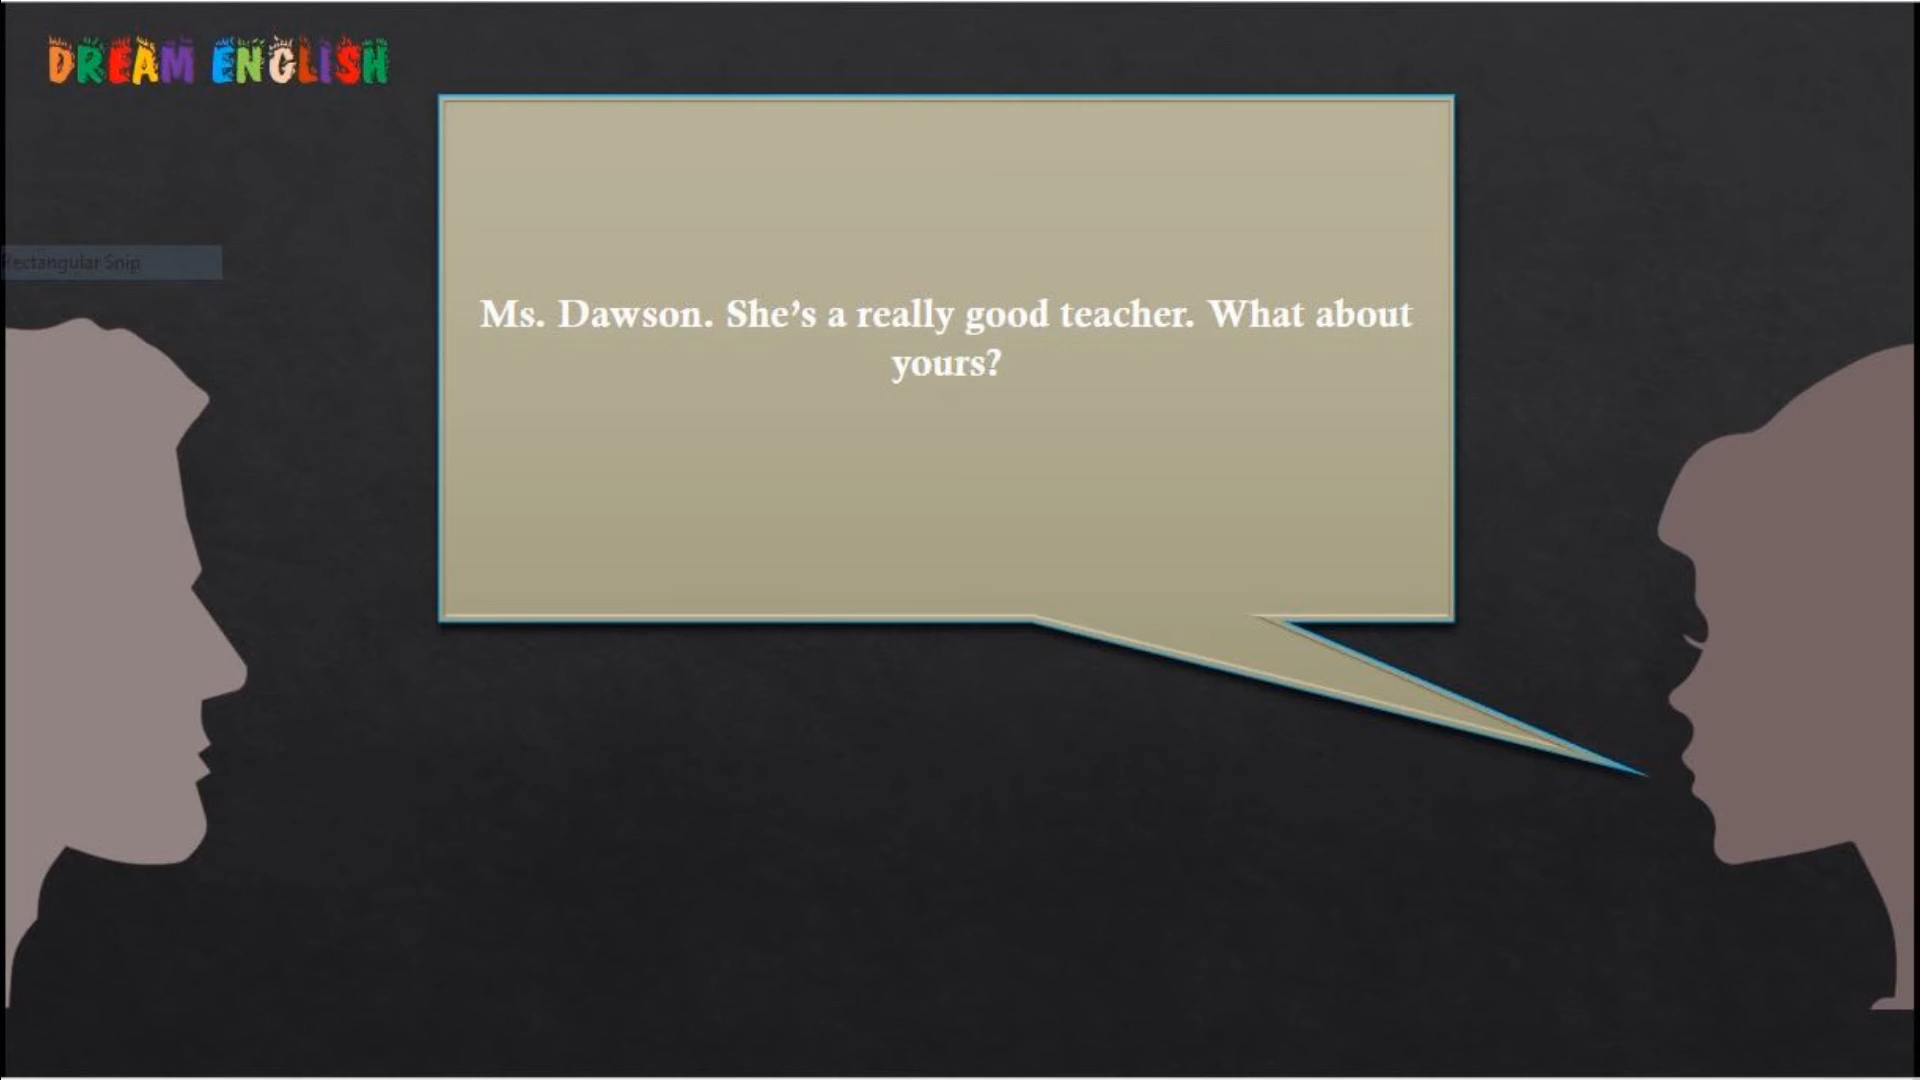 DREAM ENGLISH
Rectangular Snip
Ms. Dawson. She’s a really good teacher. What about
yours?